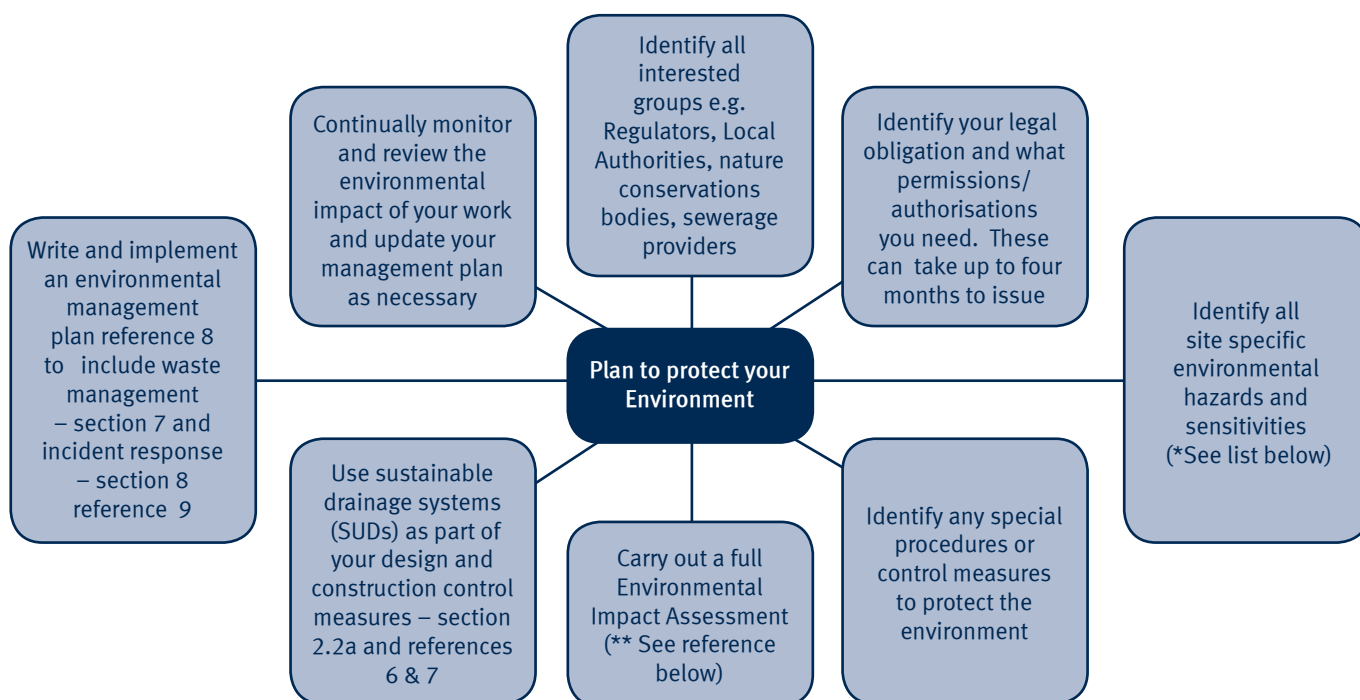 Identify all
interested
groups e.g.
Regulators, Local
Authorities, nature
conservations
bodies, sewerage
providers
Continually monitor
and review the
environmental
impact of your work
and update your
management plan
as necessary
Identify your legal
obligation and what
permissions/
authorisations
you need. These
can take up to four
months to issue
Write and implement
an environmental
management
plan reference 8
to include waste
management
– section 7 and
incident response
– section 8
reference 9
Plan to protect your
Environment
Identify all
site specific
environmental
hazards and
sensitivities
(*See list below)
Use sustainable
drainage systems
(SUDs) as part of
your design and
construction control
measures – section
2.2a and references
6 & 7
Carry out a full
Environmental
Impact Assessment
(** See reference
below)
Identify any special
procedures or
control measures
to protect the
environment